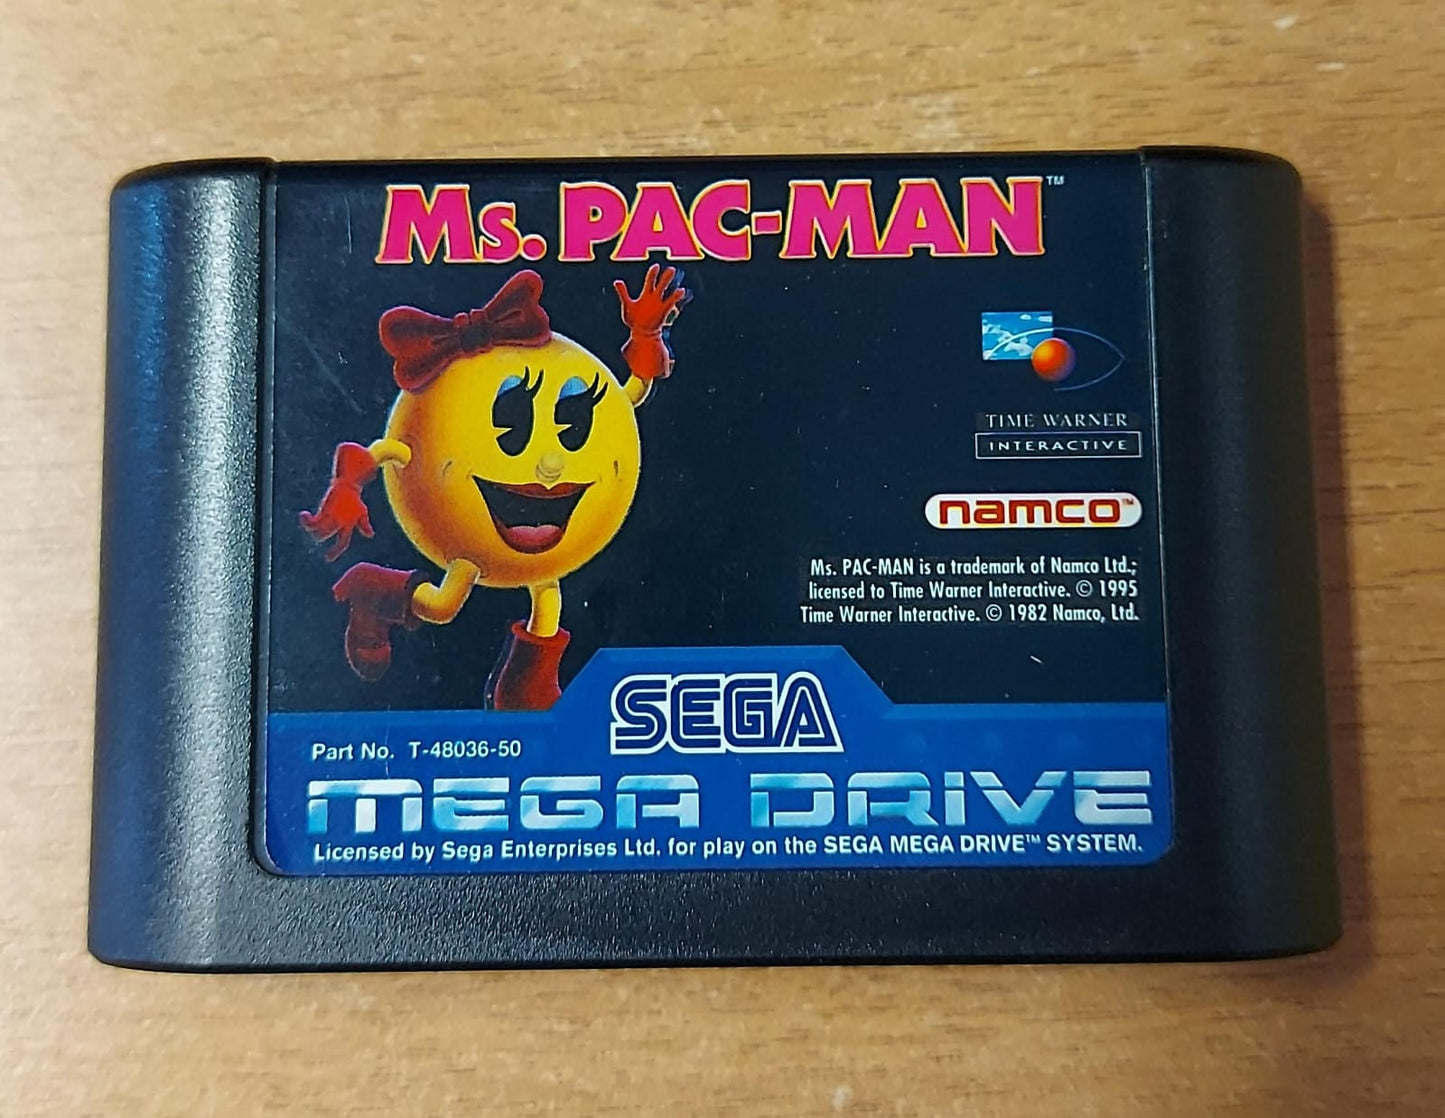 Ms. PAC-MAN™
TIME WARNER
INTERACTIVE
namco™
Ms. PAC-MAN is a trademark of Namco Ltd.;
licensed to Time Warner Interactive. © 1995
Time Warner Interactive. © 1982 Namco, Ltd.
SEGA
Part No. T-48036-50
MEGA DRIVE
Licensed by Sega Enterprises Ltd. for play on the SEGA MEGA DRIVE™ SYSTEM.